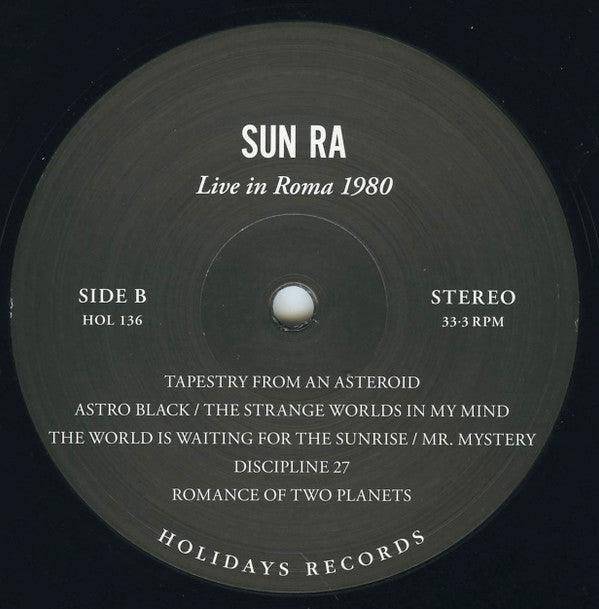 SUN RA
Live in Roma 1980
SIDE B
HOL 136
STEREO
33·3 RPM
TAPESTRY FROM AN ASTEROID
ASTRO BLACK / THE STRANGE WORLDS IN MY MIND
THE WORLD IS WAITING FOR THE SUNRISE / MR. MYSTERY
DISCIPLINE 27
ROMANCE OF TWO PLANETS
HOLIDAYS RECORDS